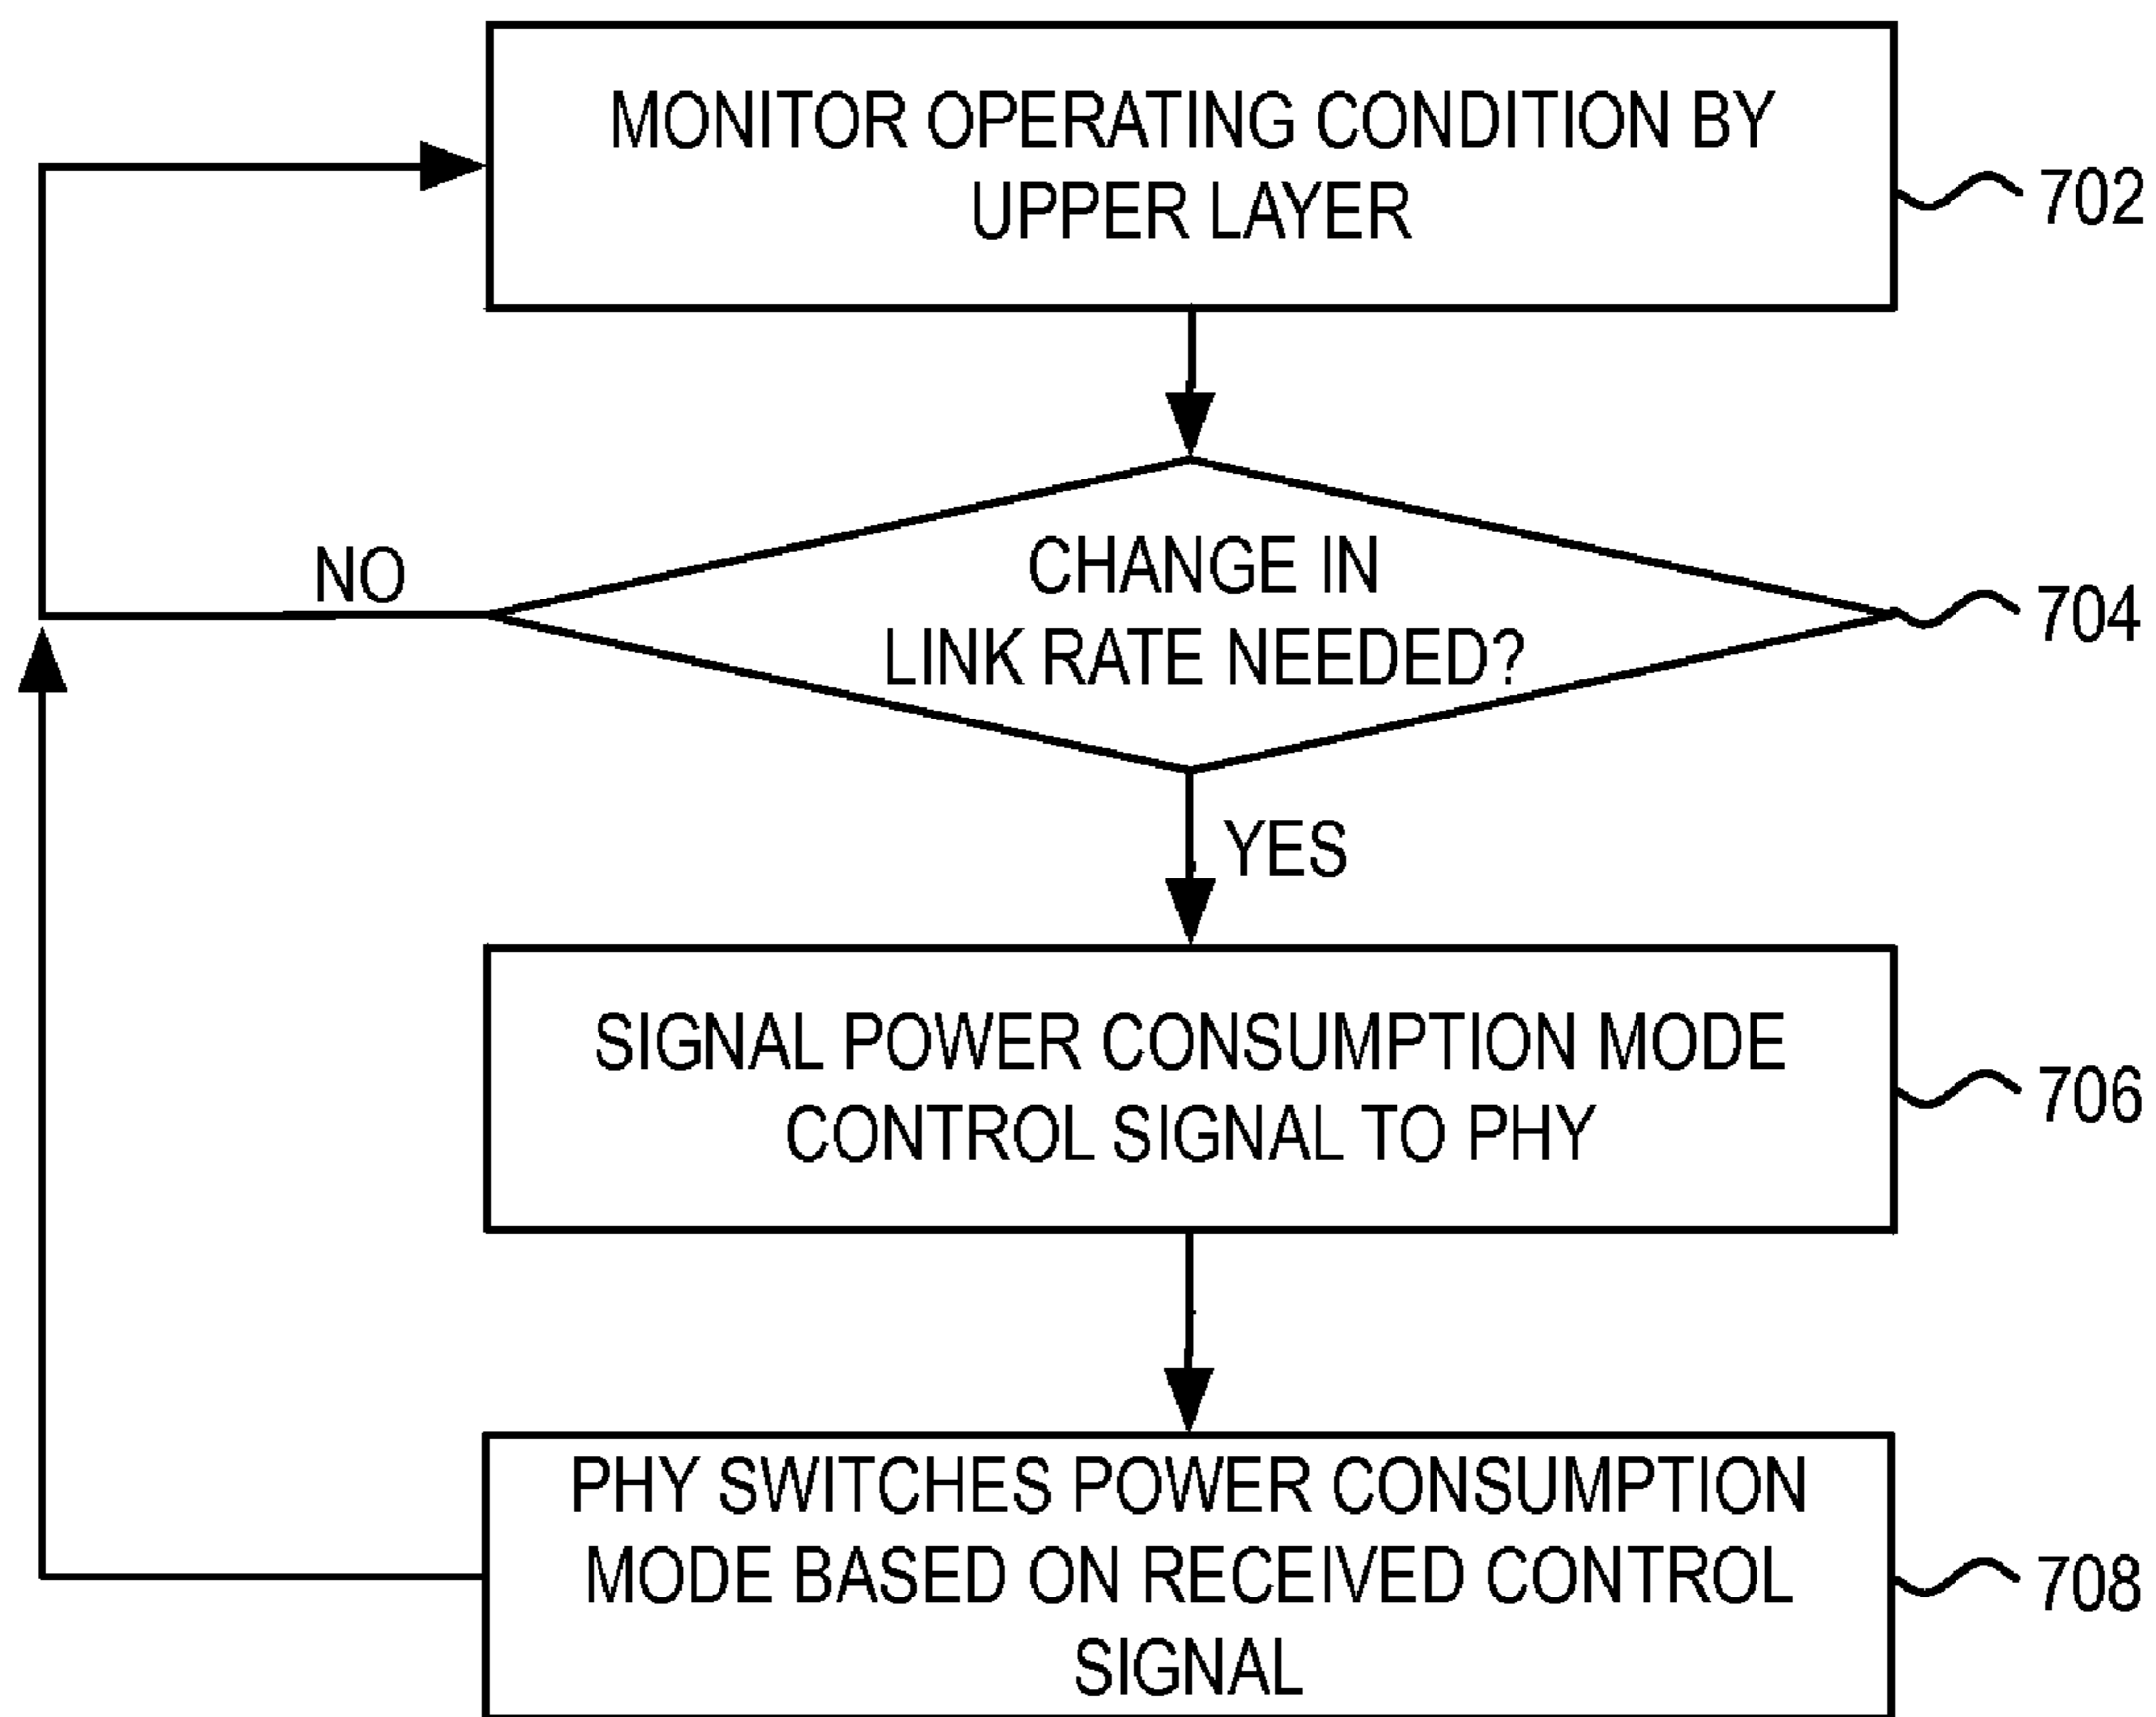 MONITOR OPERATING CONDITION BY
UPPER LAYER
702
CHANGE IN
LINK RATE NEEDED?
704
NO
YES
SIGNAL POWER CONSUMPTION MODE
CONTROL SIGNAL TO PHY
706
PHY SWITCHES POWER CONSUMPTION
MODE BASED ON RECEIVED CONTROL
SIGNAL
708